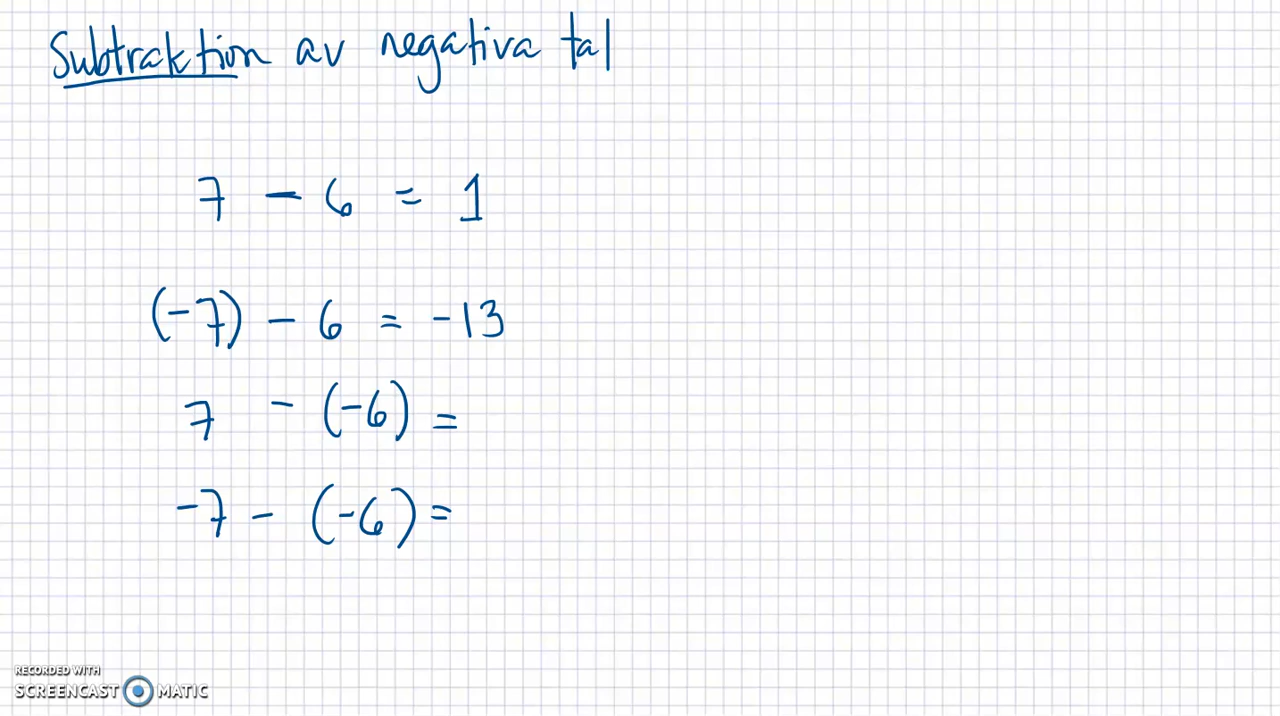 Subtraktion av negativa tal
7 - 6 = 1
(-7) - 6 = -13
7 - (-6) =
-7 - (-6) =
RECORDED WITH
SCREENCAST MATIC